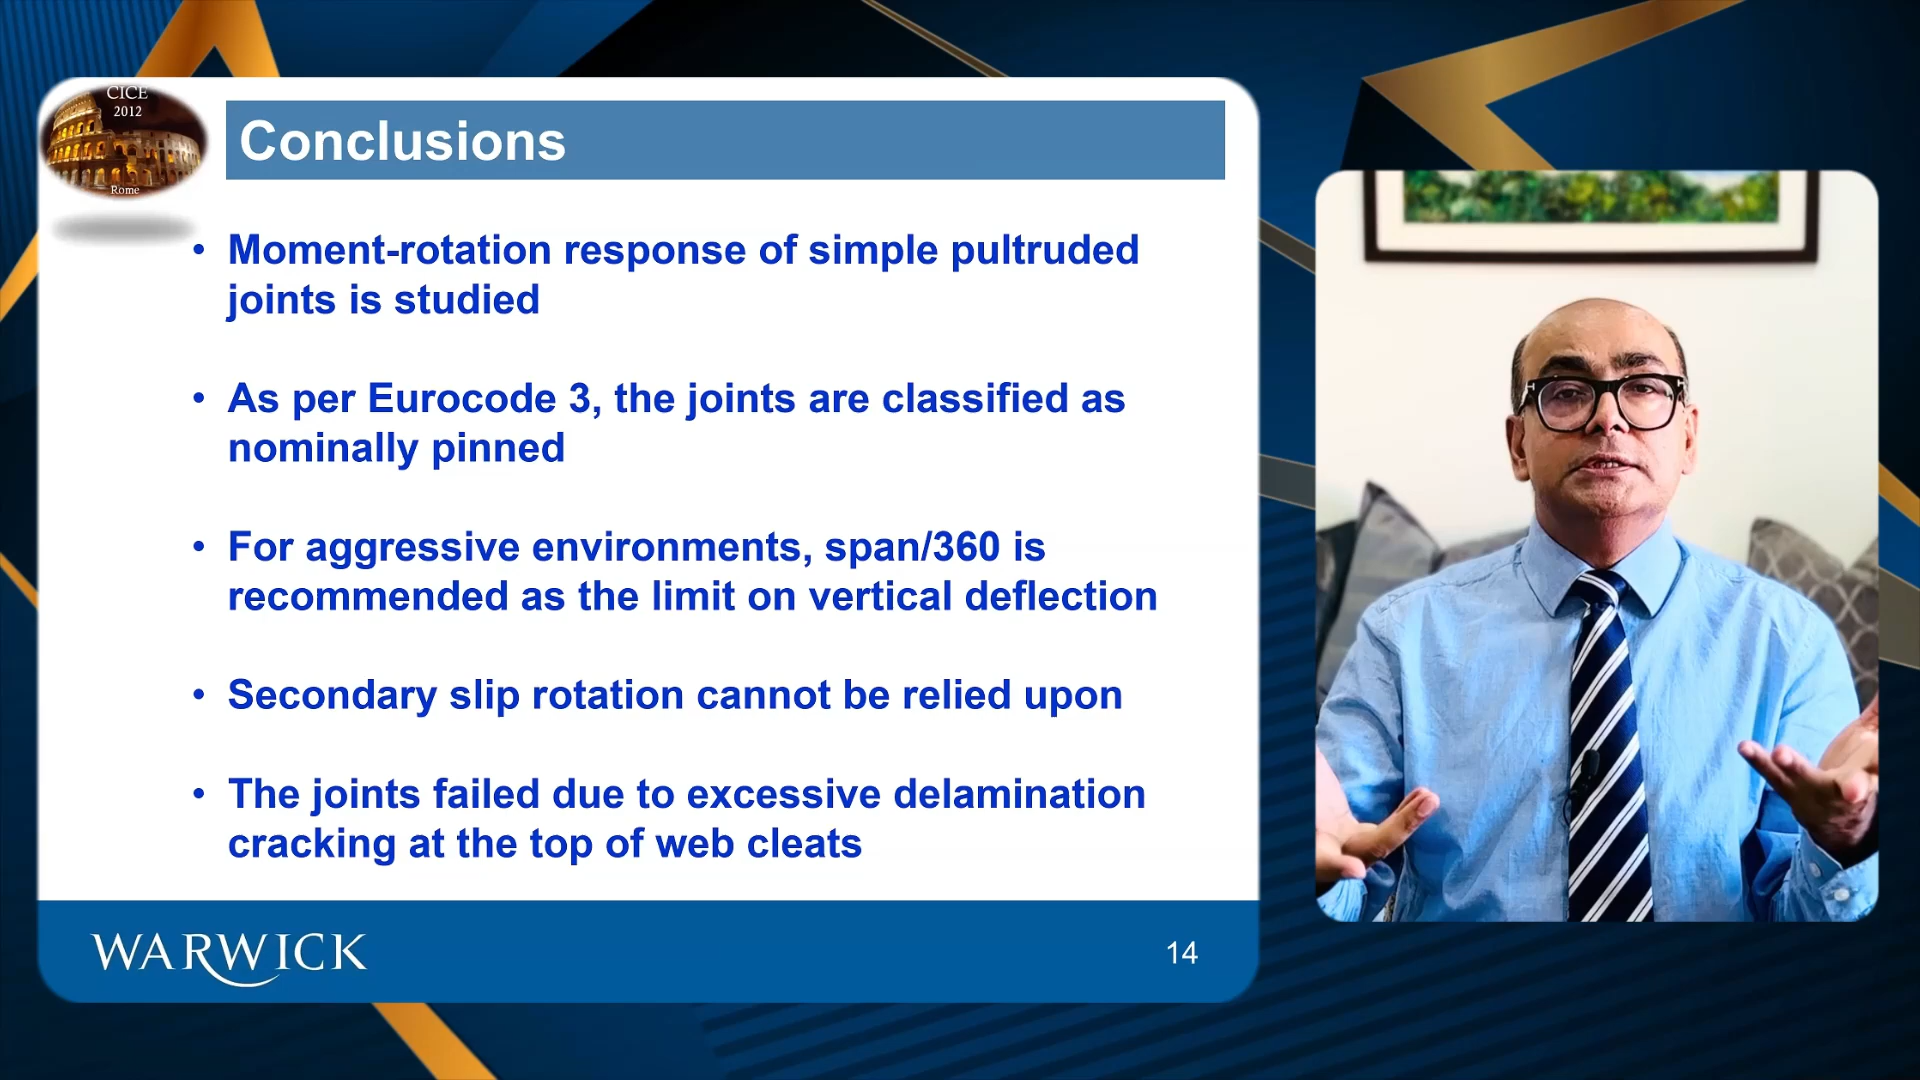 CICE
2012
Rome
Conclusions
• Moment-rotation response of simple pultruded
joints is studied
• As per Eurocode 3, the joints are classified as
nominally pinned
• For aggressive environments, span/360 is
recommended as the limit on vertical deflection
• Secondary slip rotation cannot be relied upon
• The joints failed due to excessive delamination
cracking at the top of web cleats
WARWICK
14